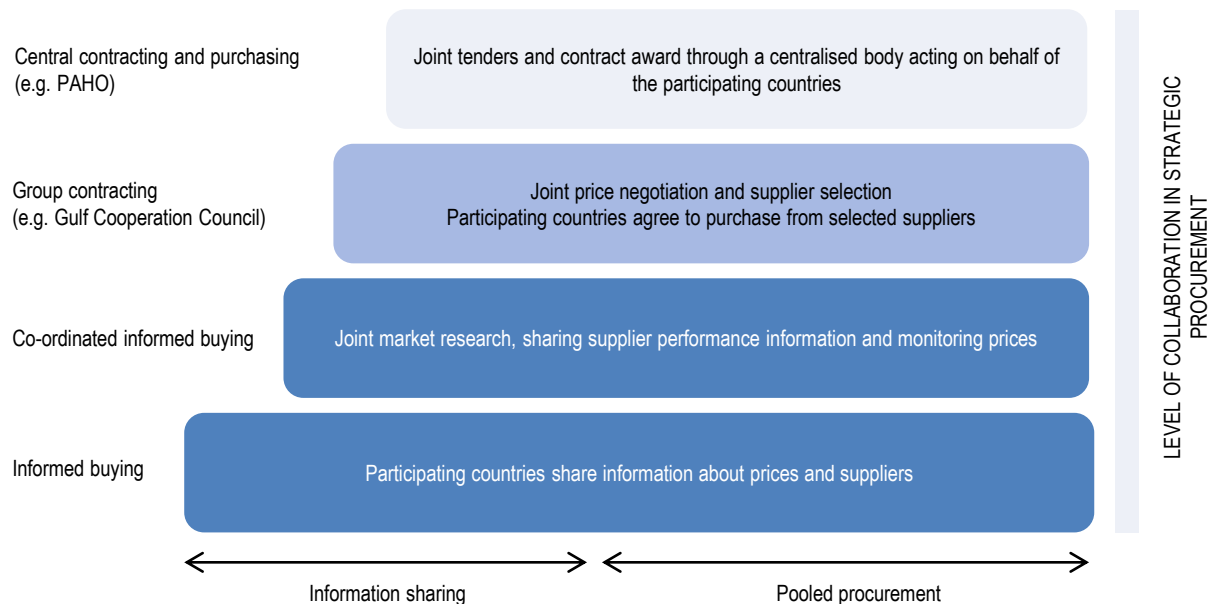 Central contracting and purchasing
(e.g. PAHO)
Joint tenders and contract award through a centralised body acting on behalf of
the participating countries
Group contracting
(e.g. Gulf Cooperation Council)
Joint price negotiation and supplier selection
Participating countries agree to purchase from selected suppliers
Co-ordinated informed buying
Joint market research, sharing supplier performance information and monitoring prices
Informed buying
Participating countries share information about prices and suppliers
Information sharing
Pooled procurement
LEVEL OF COLLABORATION IN STRATEGIC
PROCUREMENT